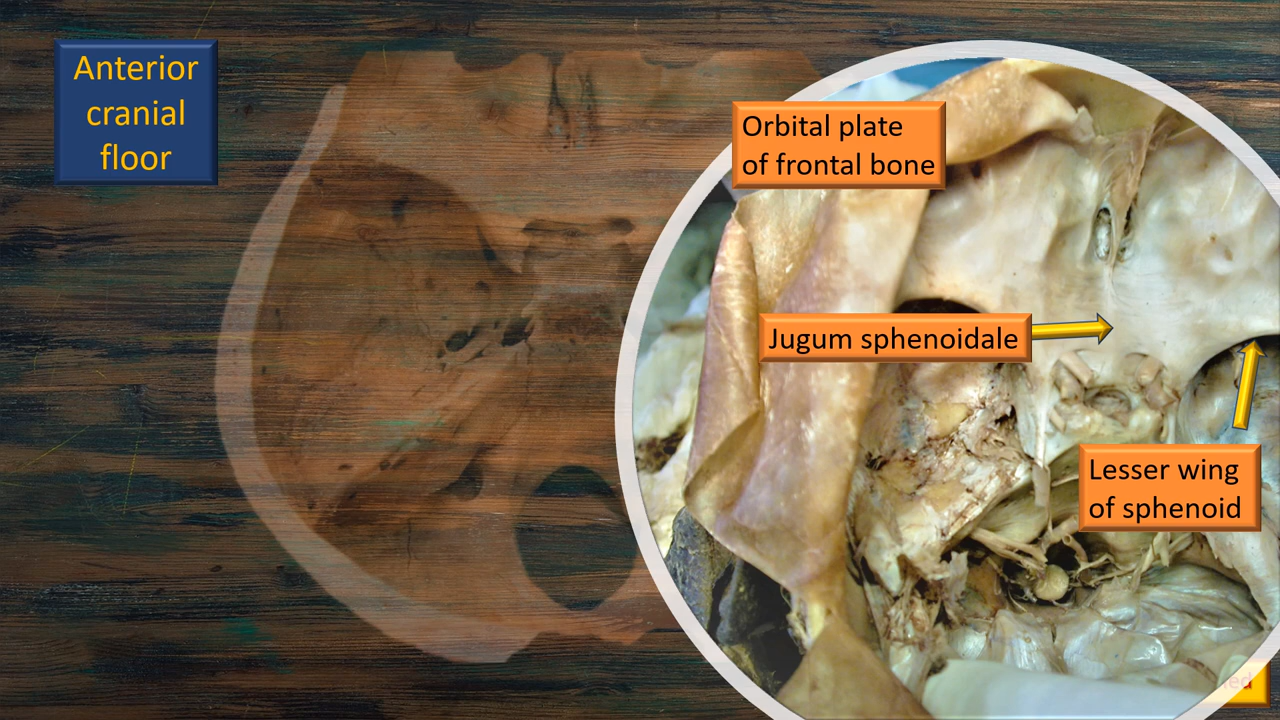 Anterior
cranial
floor
Orbital plate
of frontal bone
Jugum sphenoidale
Lesser wing
of sphenoid